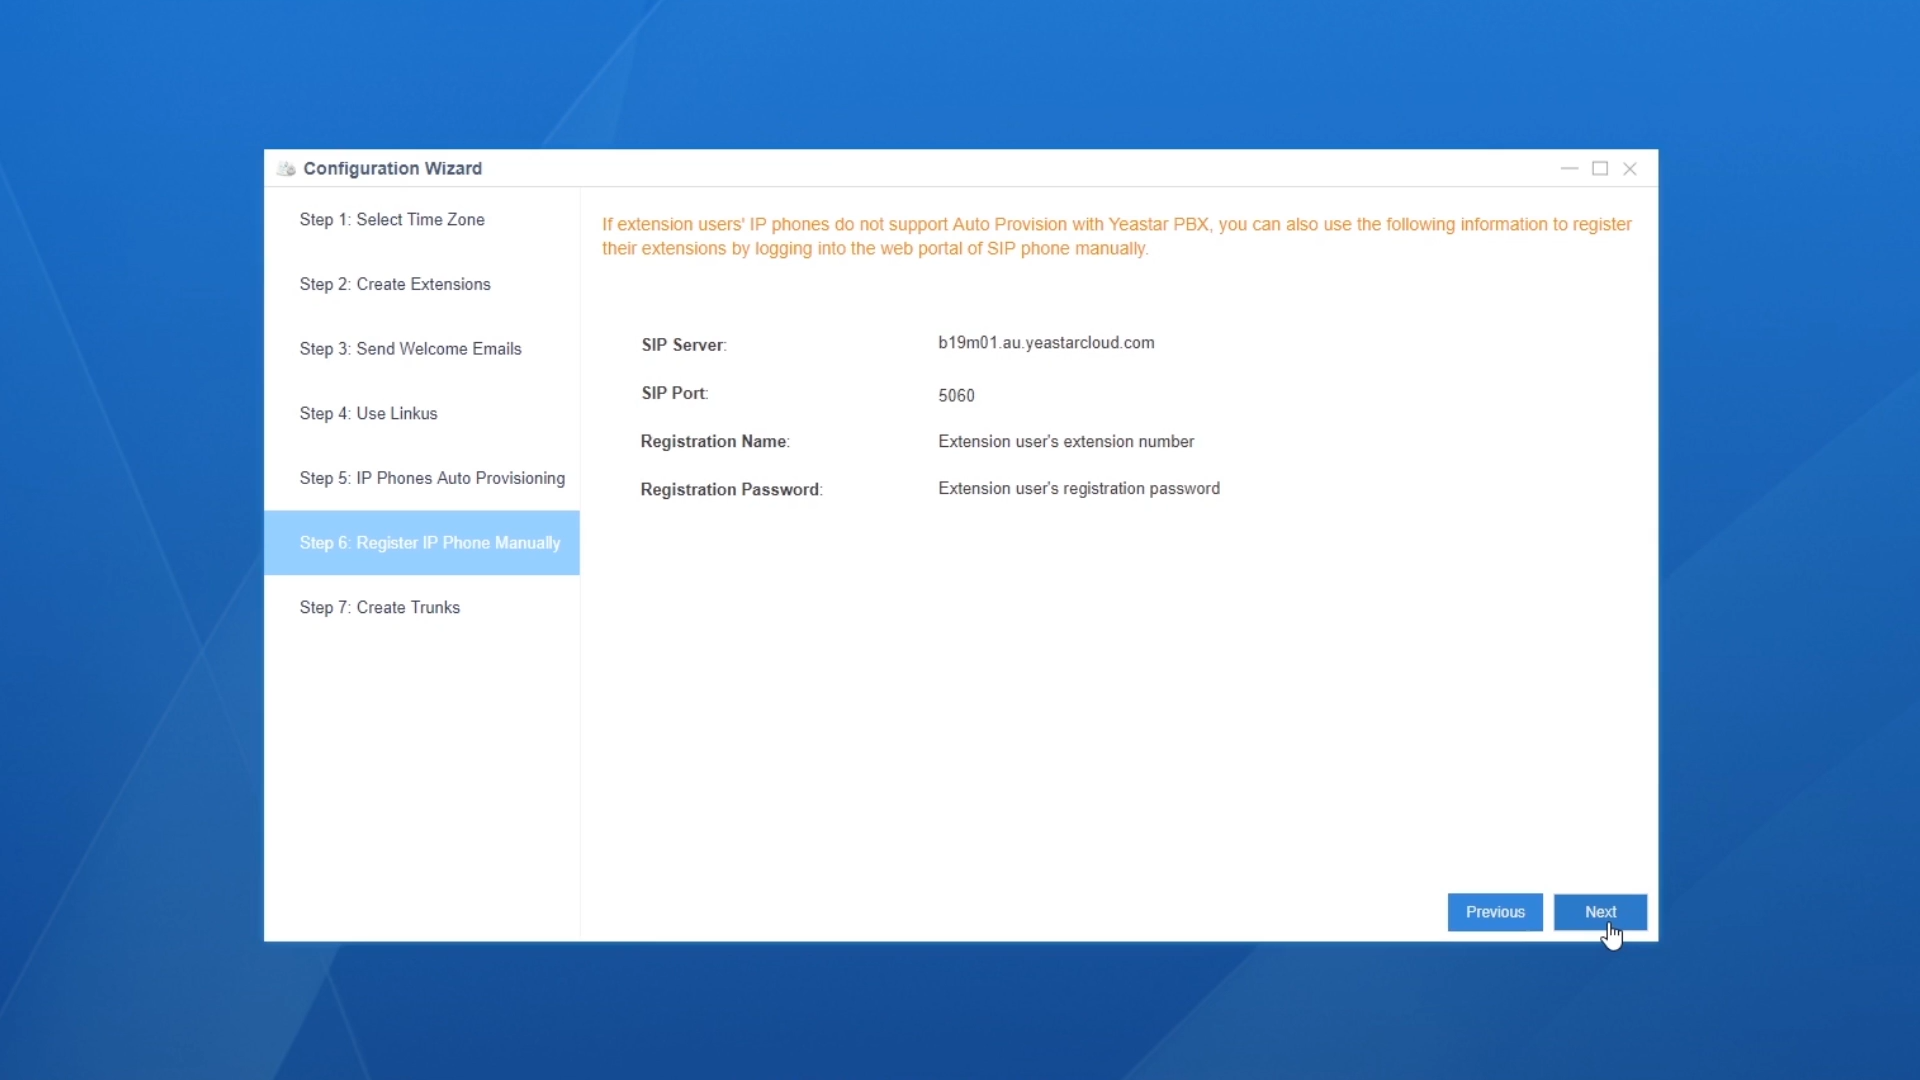 Configuration Wizard
Step 1: Select Time Zone
Step 2: Create Extensions
Step 3: Send Welcome Emails
Step 4: Use Linkus
Step 5: IP Phones Auto Provisioning
Step 6: Register IP Phone Manually
Step 7: Create Trunks
If extension users' IP phones do not support Auto Provision with Yeastar PBX, you can also use the following information to register
their extensions by logging into the web portal of SIP phone manually.
SIP Server: b19m01.au.yeastarcloud.com
SIP Port: 5060
Registration Name: Extension user's extension number
Registration Password: Extension user's registration password
Previous Next